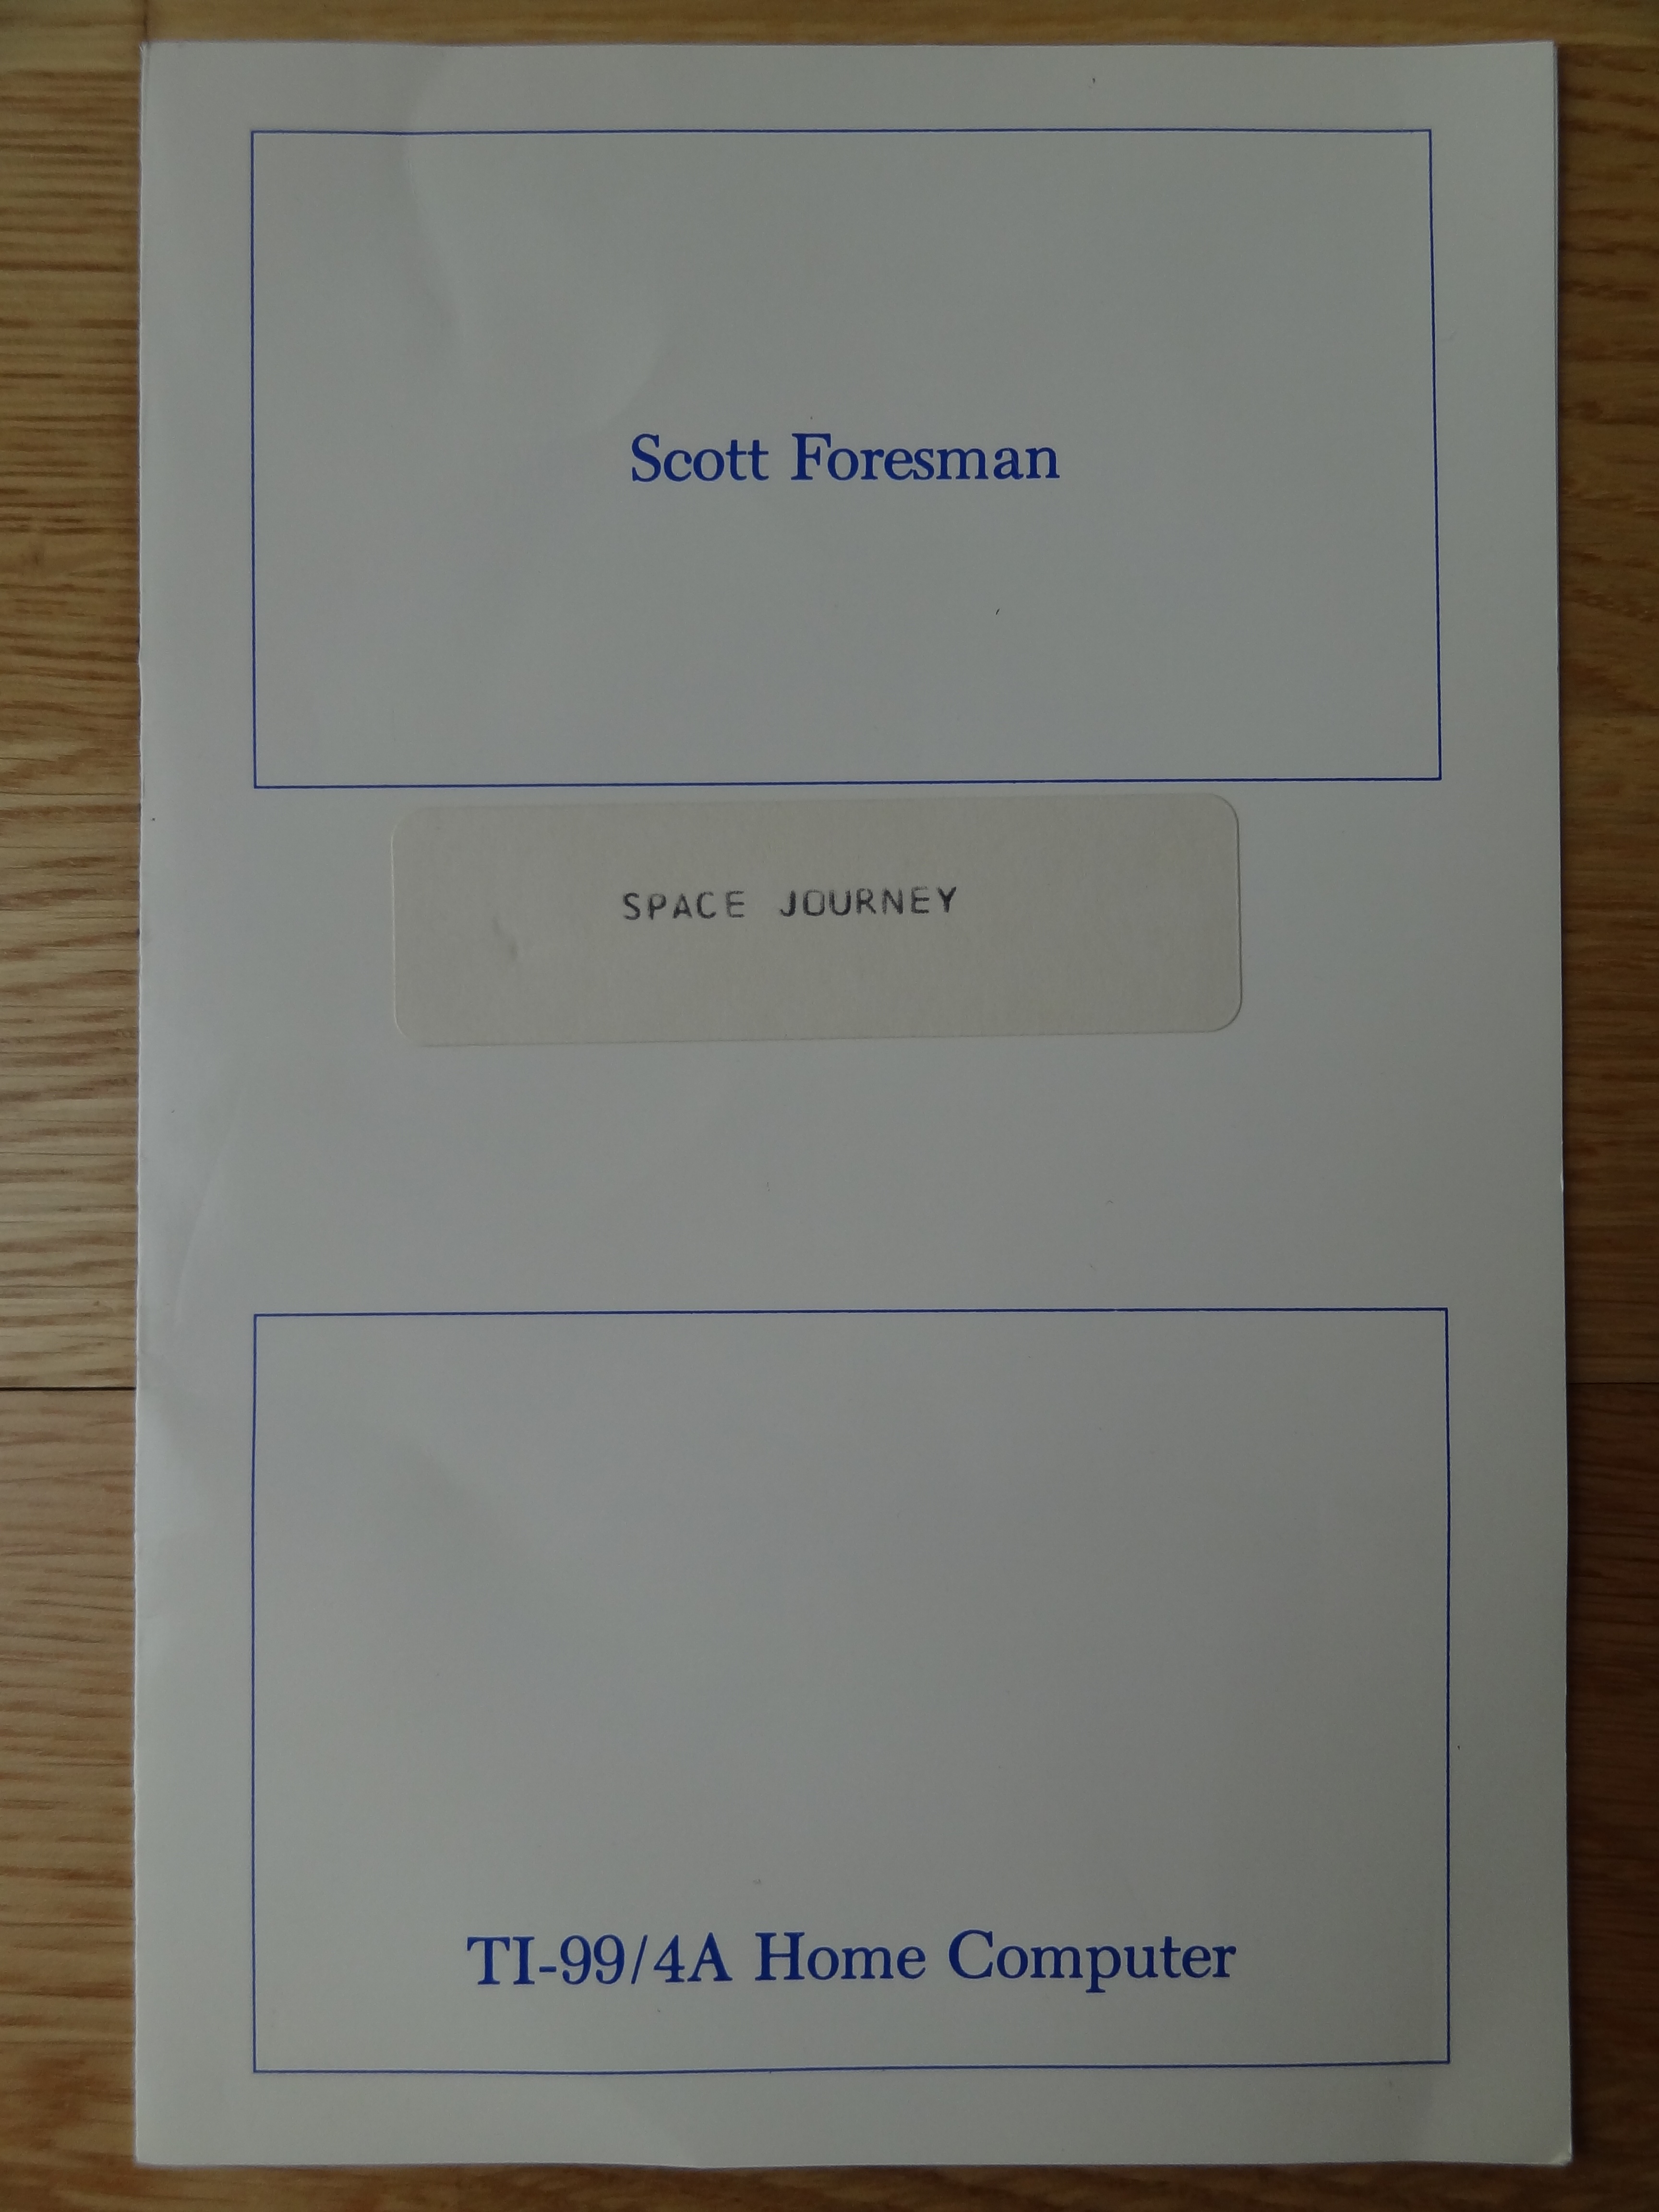 Scott Foresman
SPACE JOURNEY
TI-99/4A Home Computer